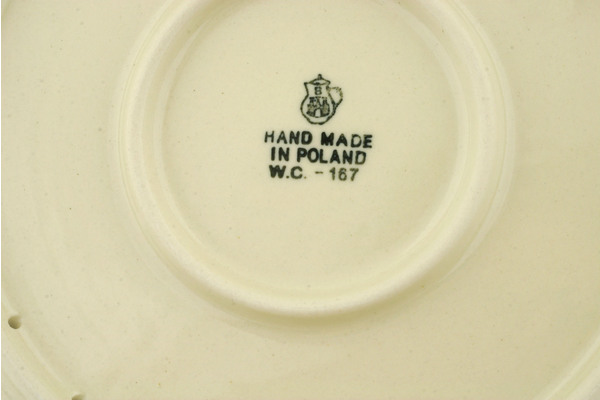 B
HAND MADE
IN POLAND
W.C. - 167